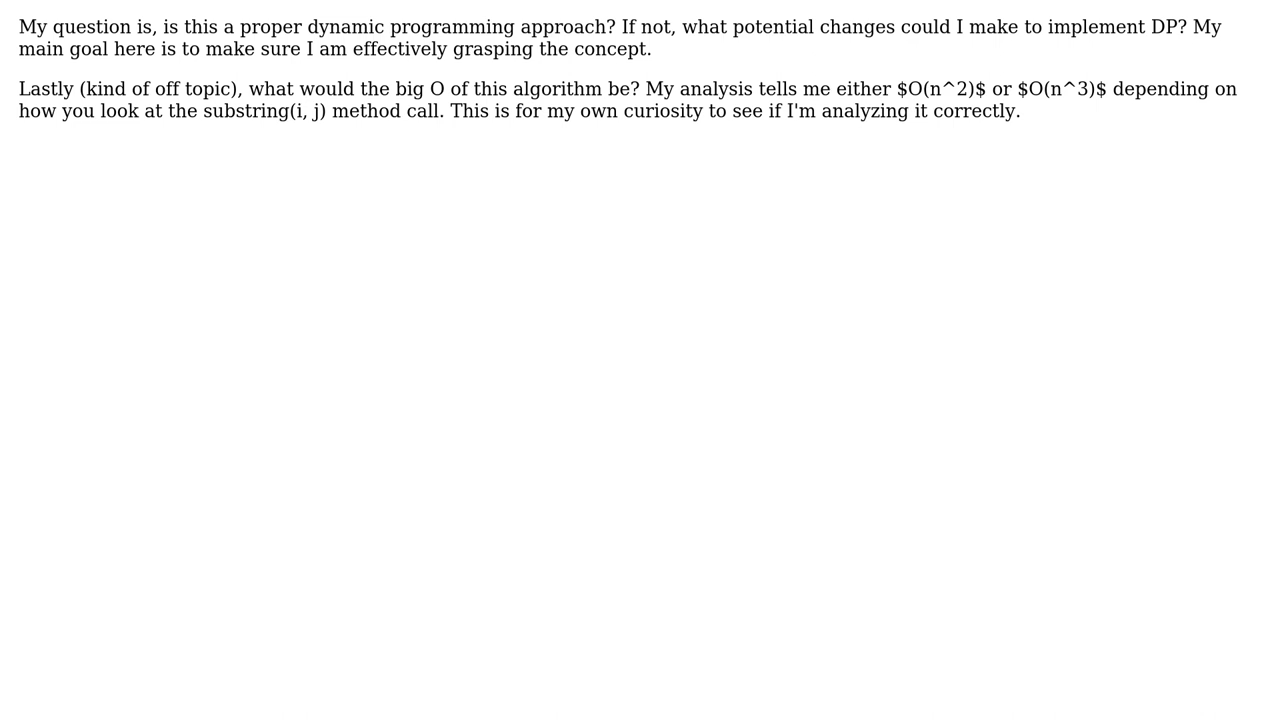 My question is, is this a proper dynamic programming approach? If not, what potential changes could I make to implement DP? My
main goal here is to make sure I am effectively grasping the concept.
Lastly (kind of off topic), what would the big O of this algorithm be? My analysis tells me either $O(n^2)$ or $O(n^3)$ depending on
how you look at the substring(i, j) method call. This is for my own curiosity to see if I'm analyzing it correctly.